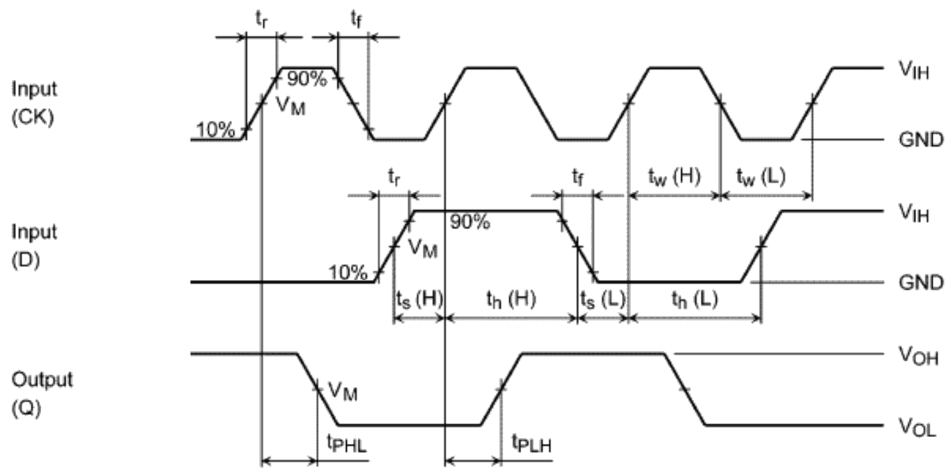 tr
tf
Input
(CK)
90%
VM
10%
VIH
GND
tr
tf
tw (H)
tw (L)
Input
(D)
90%
VM
10%
VIH
GND
ts (H)
th (H)
ts (L)
th (L)
Output
(Q)
VM
VOH
VOL
tPHL
tPLH